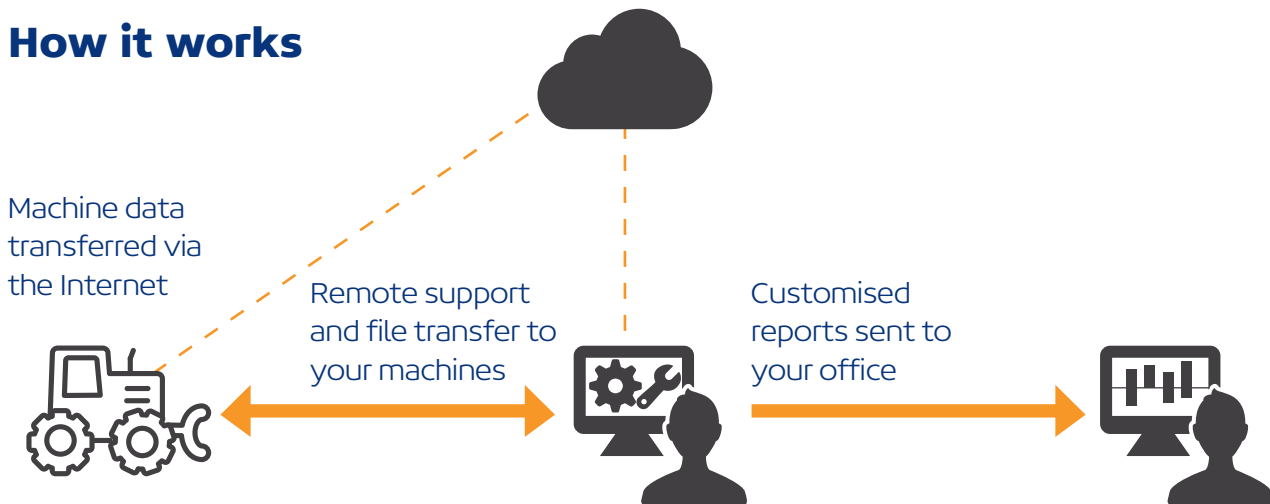 How it works
Machine data
transferred via
the Internet
Remote support
and file transfer to
your machines
Customised
reports sent to
your office